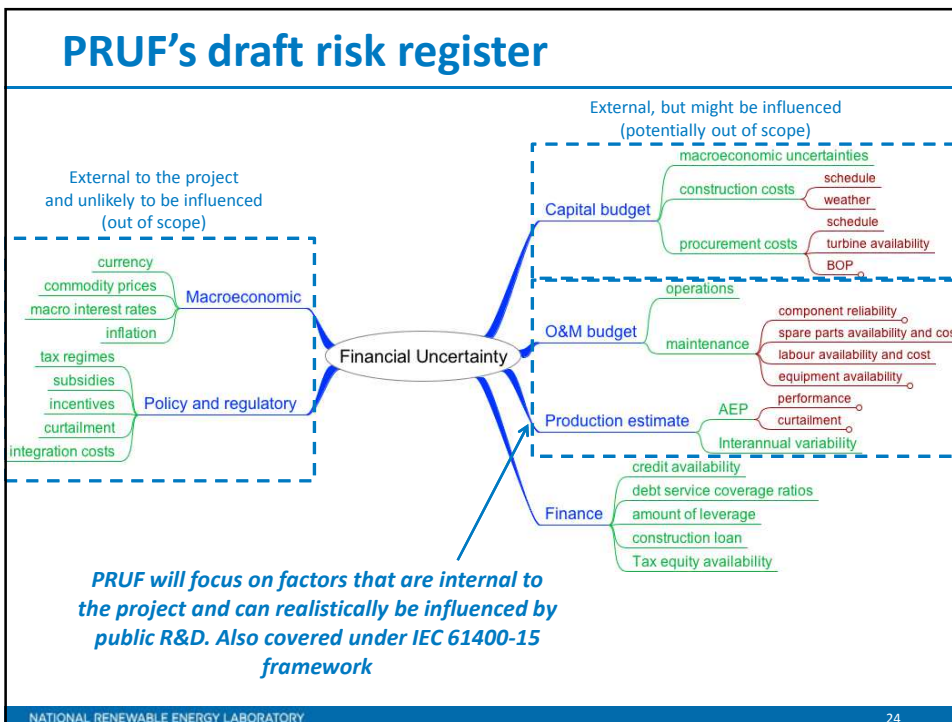 PRUF's draft risk register
External, but might be influenced
(potentially out of scope)
External to the project
and unlikely to be influenced
(out of scope)
currency
commodity prices
macro interest rates
inflation
Macroeconomic
tax regimes
subsidies
incentives
curtailment
integration costs
Policy and regulatory
Financial Uncertainty
Capital budget
macroeconomic uncertainties
construction costs
schedule
weather
procurement costs
schedule
turbine availability
BOP
O&M budget
operations
maintenance
component reliability
spare parts availability and cos
labour availability and cost
equipment availability
Production estimate
AEP
performance
curtailment
Interannual variability
Finance
credit availability
debt service coverage ratios
amount of leverage
construction loan
Tax equity availability
PRUF will focus on factors that are internal to
the project and can realistically be influenced by
public R&D. Also covered under IEC 61400-15
framework
NATIONAL RENEWABLE ENERGY LABORATORY
24